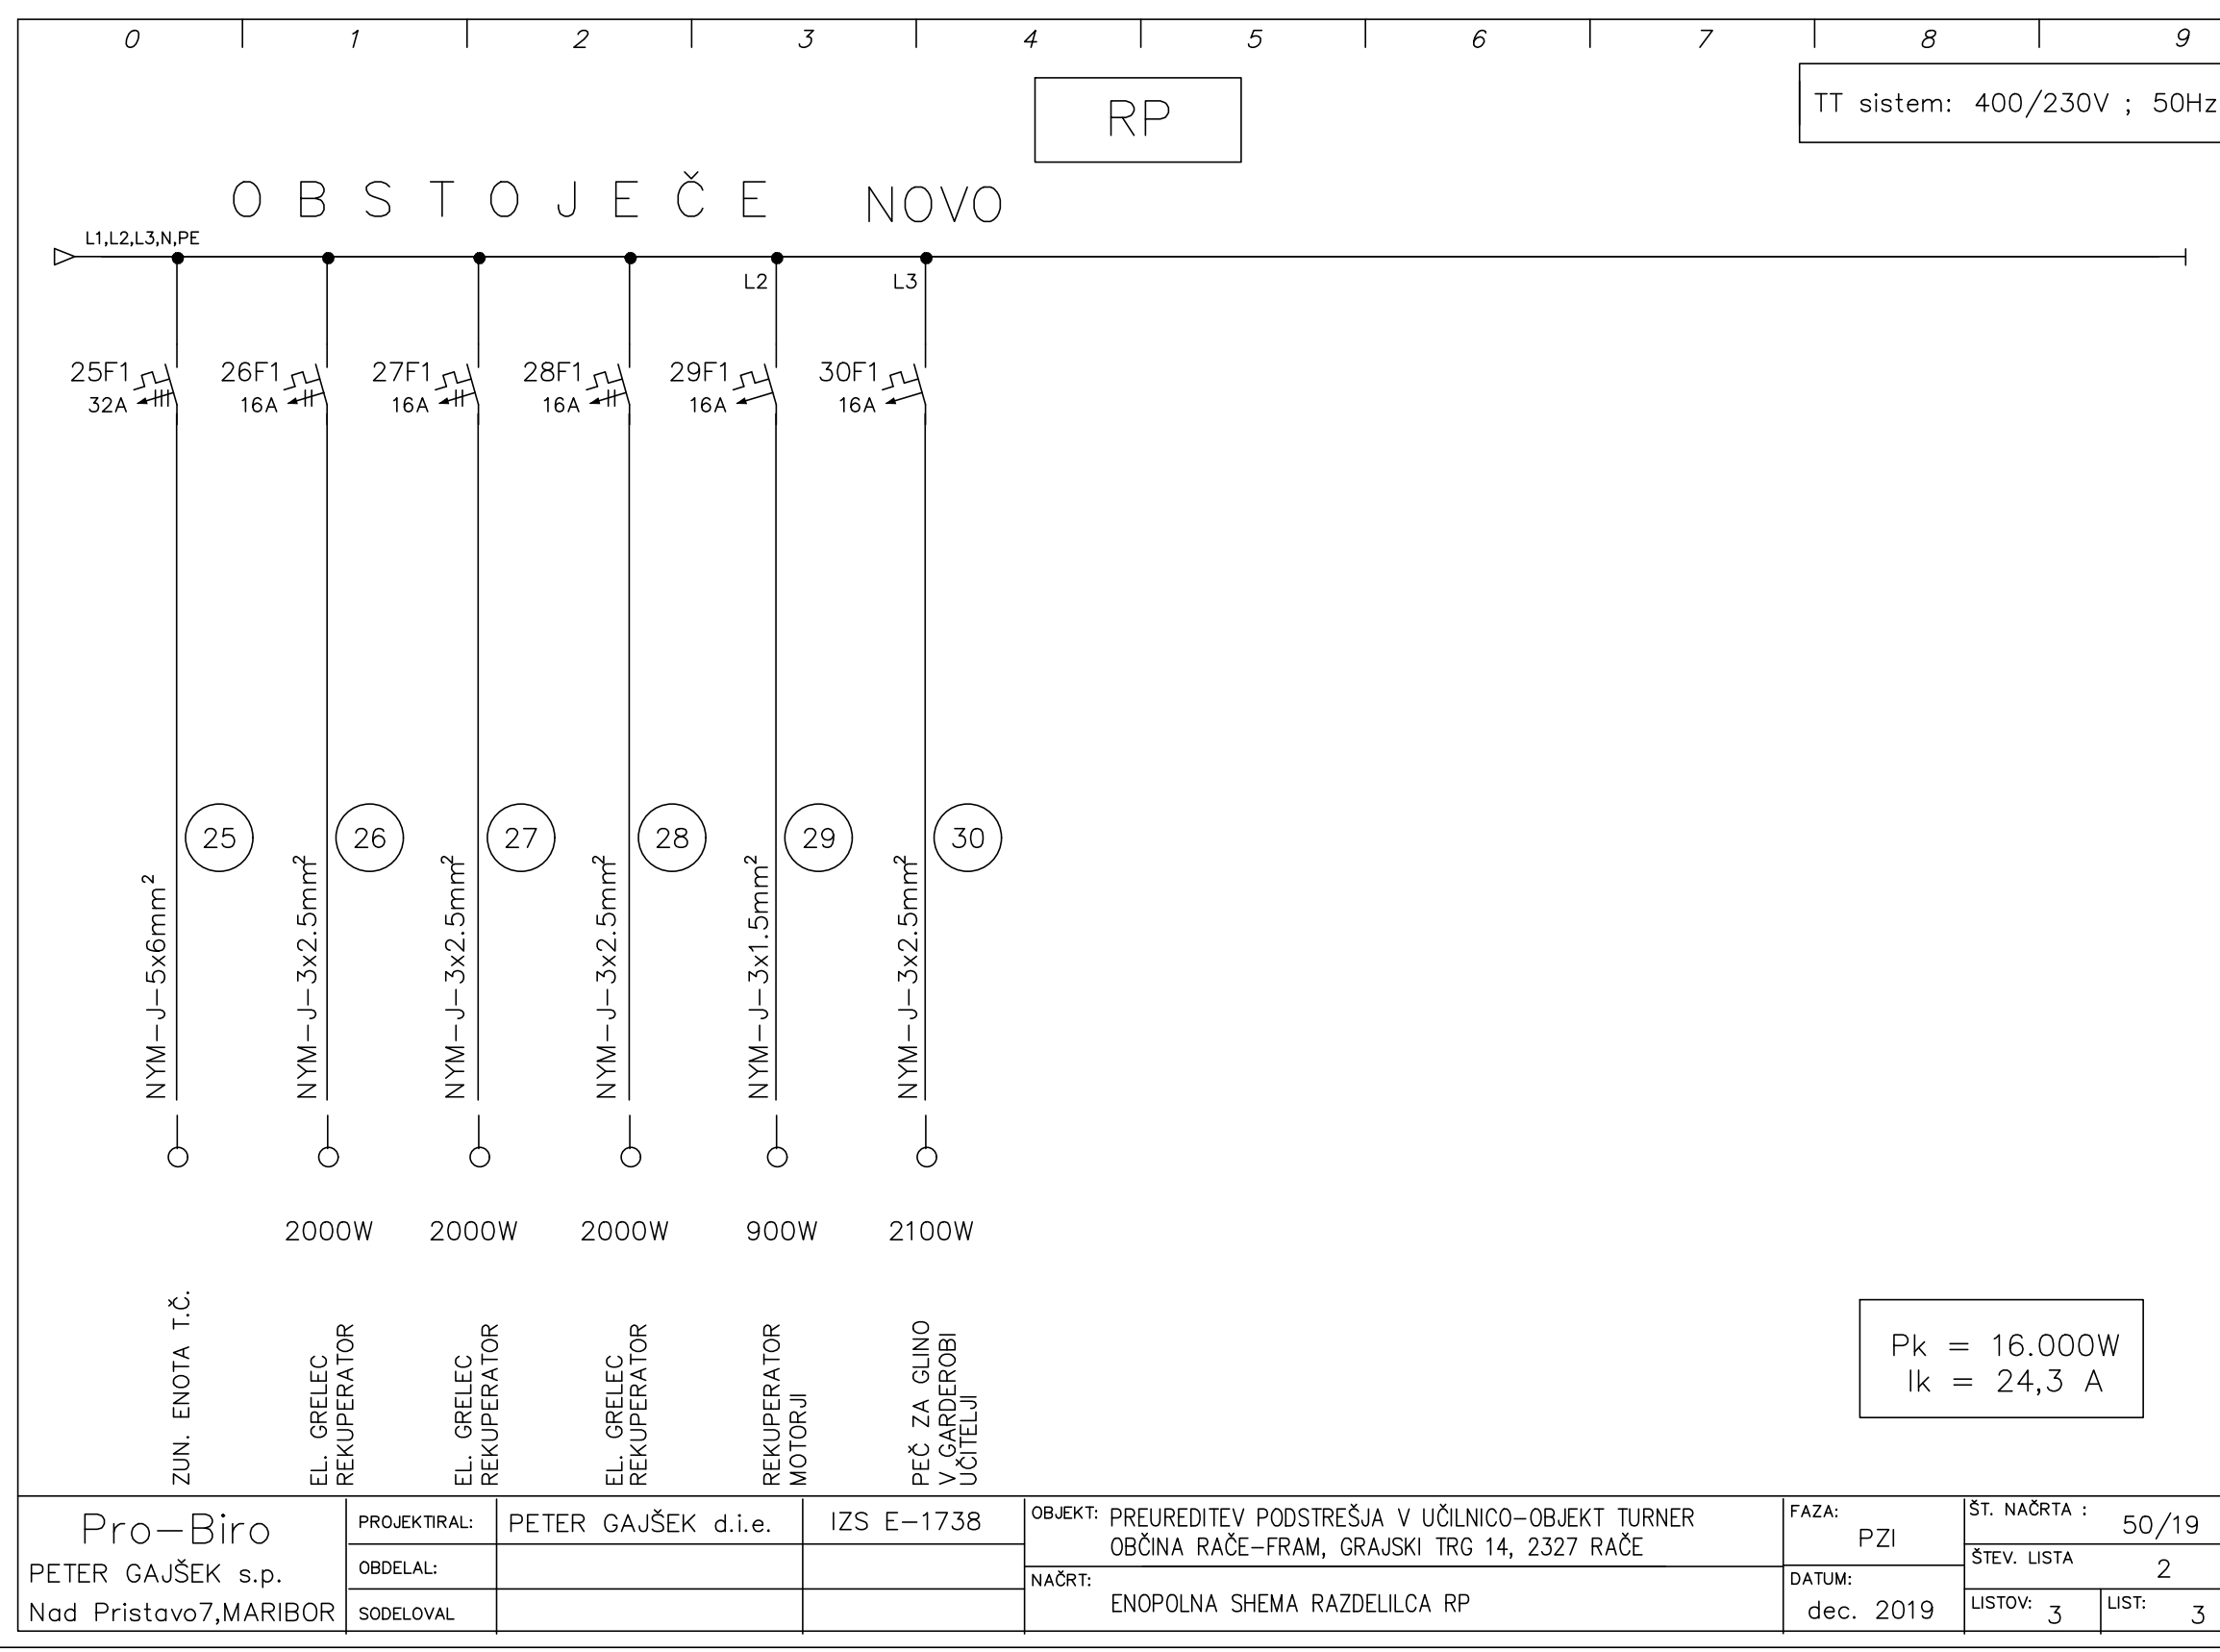 0 1 2 3 4 5 6 7 8 9
RP
TT sistem: 400/230V ; 50Hz
OBSTOJEČE NOVO
L1,L2,L3,N,PE
L2 L3
25F1 26F1 27F1 28F1 29F1 30F1
32A 16A 16A 16A 16A 16A
25 26 27 28 29 30
NYM-J-5x6mm²
NYM-J-3x2.5mm²
NYM-J-3x2.5mm²
NYM-J-3x2.5mm²
NYM-J-3x1.5mm²
NYM-J-3x2.5mm²
2000W 2000W 2000W 900W 2100W
ZUN. ENOTA T.Č.
EL. GRELEC
REKUPERATOR
EL. GRELEC
REKUPERATOR
EL. GRELEC
REKUPERATOR
REKUPERATOR
MOTORJI
PEČ ZA GLINO
V GARDEROBI
UČITELJI
Pk = 16.000W
Ik = 24,3 A
Pro-Biro
PETER GAJŠEK s.p.
Nad Pristavo7,MARIBOR
PROJEKTIRAL: PETER GAJŠEK d.i.e. IZS E-1738
OBDELAL:
SODELOVAL
OBJEKT: PREUREDITEV PODSTREŠJA V UČILNICO-OBJEKT TURNER
OBČINA RAČE-FRAM, GRAJSKI TRG 14, 2327 RAČE
NAČRT:
ENOPOLNA SHEMA RAZDELILCA RP
FAZA:
PZI
DATUM:
dec. 2019
ŠT. NAČRTA :
50/19
ŠTEV. LISTA
2
LISTOV: 3 LIST: 3